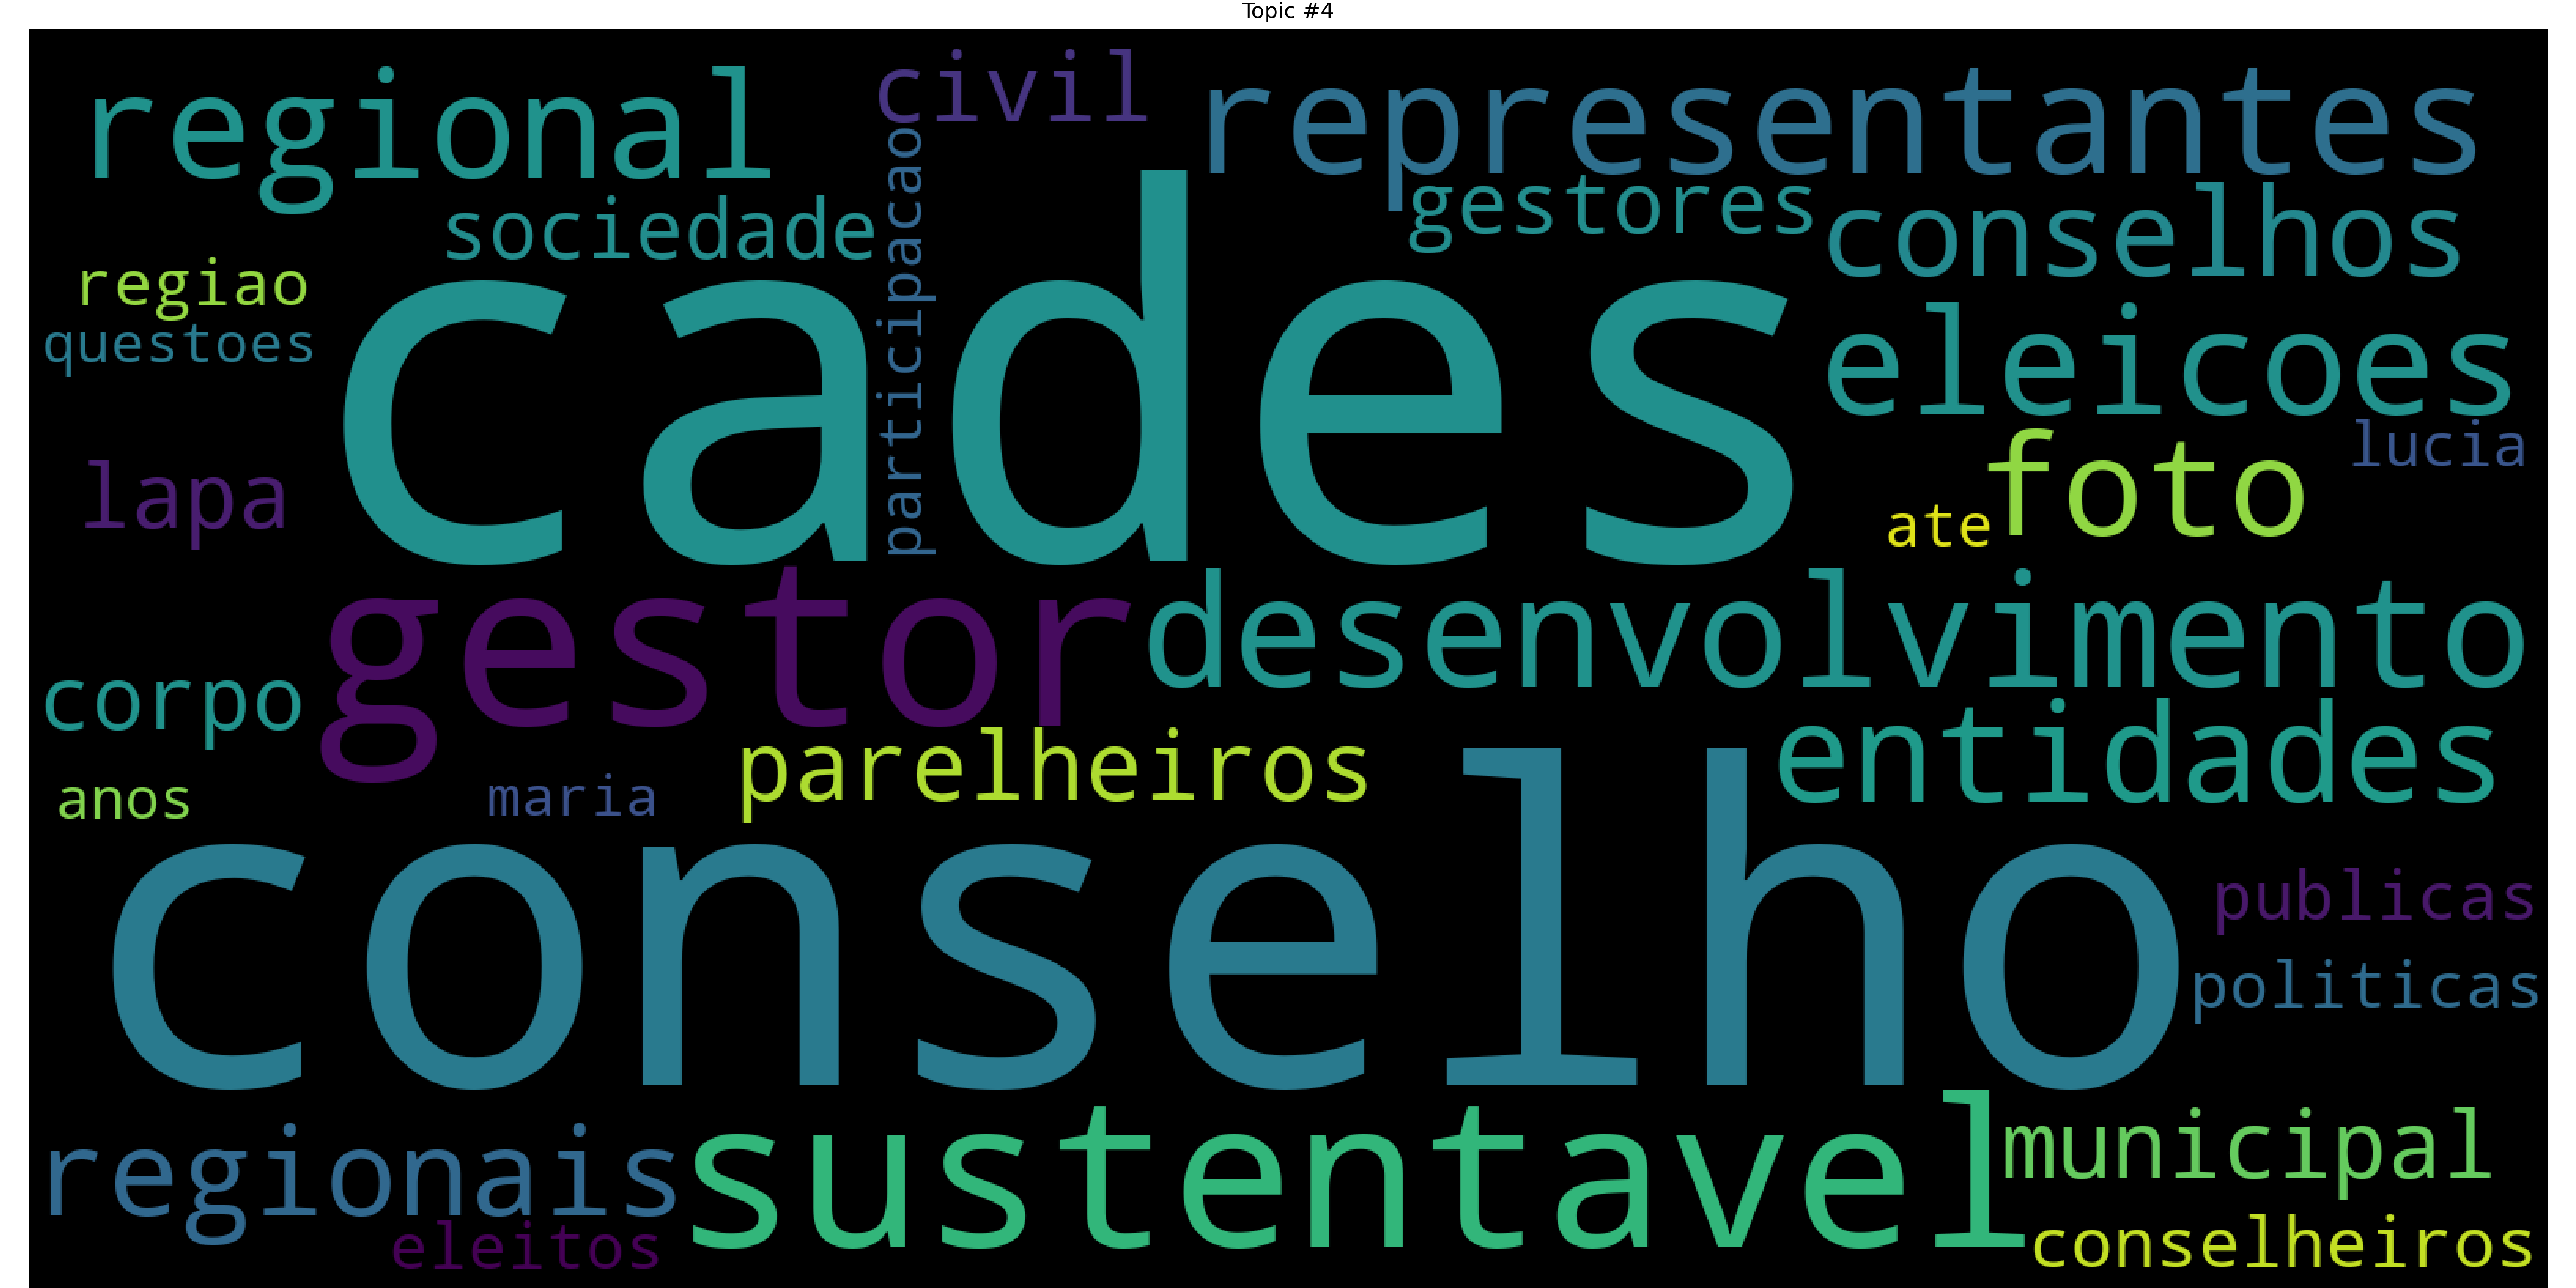 Topic #4
civil
regional
representantes
sociedade
gestores
conselhos
participacao
regiao
questoes
cades
eleicoes
lucia
lapa
foto
ate
gestor
desenvolvimento
corpo
parelheiros
entidades
anos
maria
conselho
publicas
politicas
regionais
sustentavel
municipal
eleitos
conselheiros